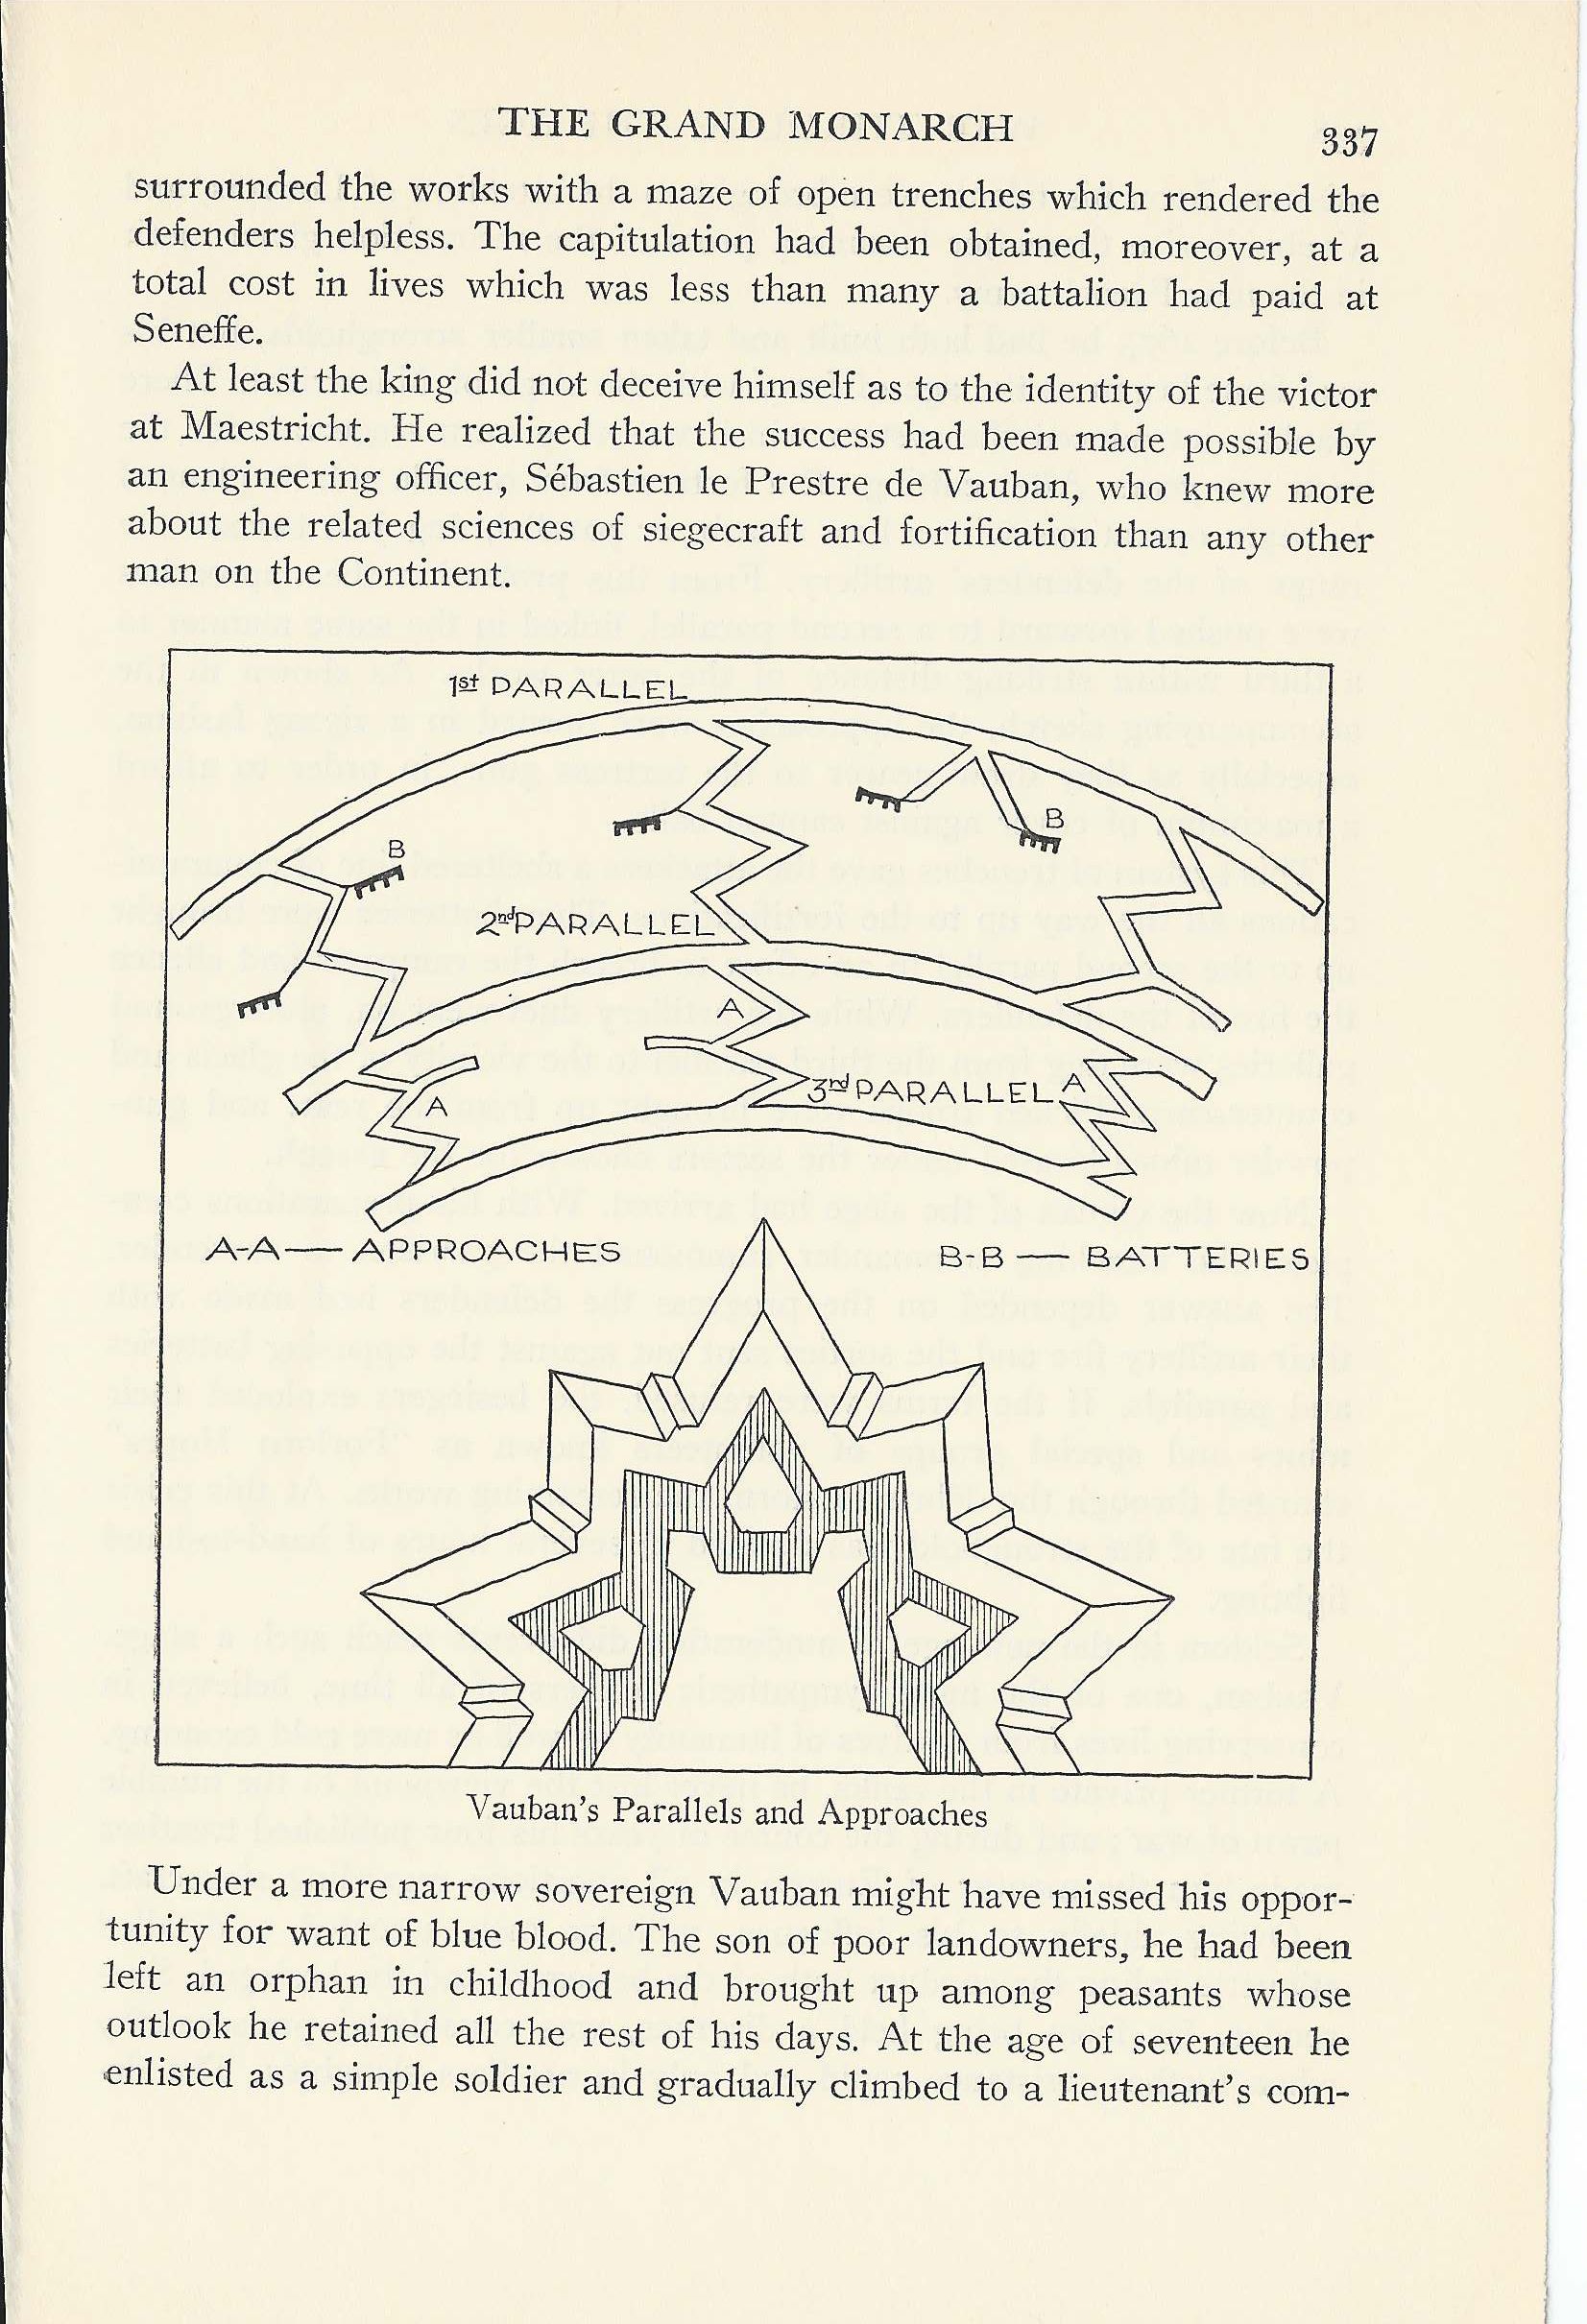 THE GRAND MONARCH
337
surrounded the works with a maze of open trenches which rendered the
defenders helpless. The capitulation had been obtained, moreover, at a
total cost in lives which was less than many a battalion had paid at
Seneffe.
At least the king did not deceive himself as to the identity of the victor
at Maestricht. He realized that the success had been made possible by
an engineering officer, Sébastien le Prestre de Vauban, who knew more
about the related sciences of siegecraft and fortification than any other
man on the Continent.
1st PARALLEL
B
B
2nd PARALLEL
A
3rd PARALLEL
A
A
A-A — APPROACHES
B-B — BATTERIES
Vauban's Parallels and Approaches
Under a more narrow sovereign Vauban might have missed his oppor-
tunity for want of blue blood. The son of poor landowners, he had been
left an orphan in childhood and brought up among peasants whose
outlook he retained all the rest of his days. At the age of seventeen he
enlisted as a simple soldier and gradually climbed to a lieutenant's com-